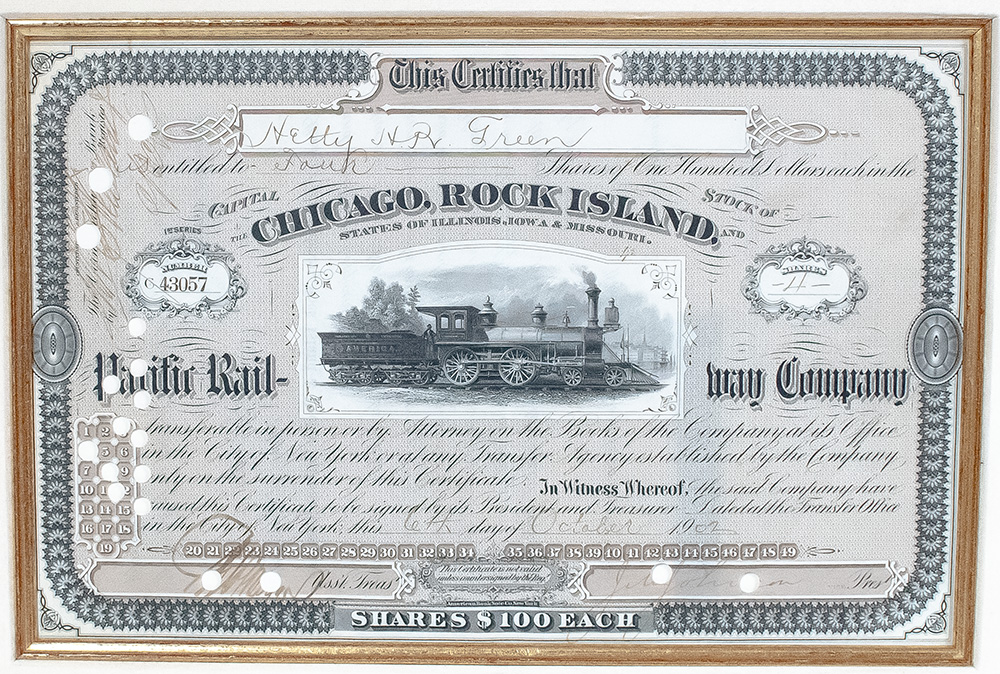 This Certifies that
Hetty H R. Green
is entitled to Four Shares of One Hundred Dollars each in the
CAPITAL STOCK OF
THE CHICAGO, ROCK ISLAND, AND
STATES OF ILLINOIS, IOWA & MISSOURI.
1st SERIES
NUMBER
C 43057
SHARES
-4-
AMERICA
Pacific Rail-way Company
transferable in person or by Attorney on the Books of the Company at its Office
in the City of New York or at any Transfer Agency established by the Company
only on the surrender of this Certificate. In Witness Whereof, the said Company have
caused this Certificate to be signed by its President and Treasurer. Dated at the Transfer Office
in the City of New York, this 6th day of October 1902
1 2
5 6
7 9
10 11 12
13 14 15
16 17 18
19
20 21 22 23 24 25 26 27 28 29 30 31 32 33 34 35 36 37 38 39 40 41 42 43 44 45 46 47 48 49
Asst. Treas.
This Certificate is not valid
unless countersigned by the Reg.
Pres't
American Bank Note Co. New York
SHARES $100 EACH